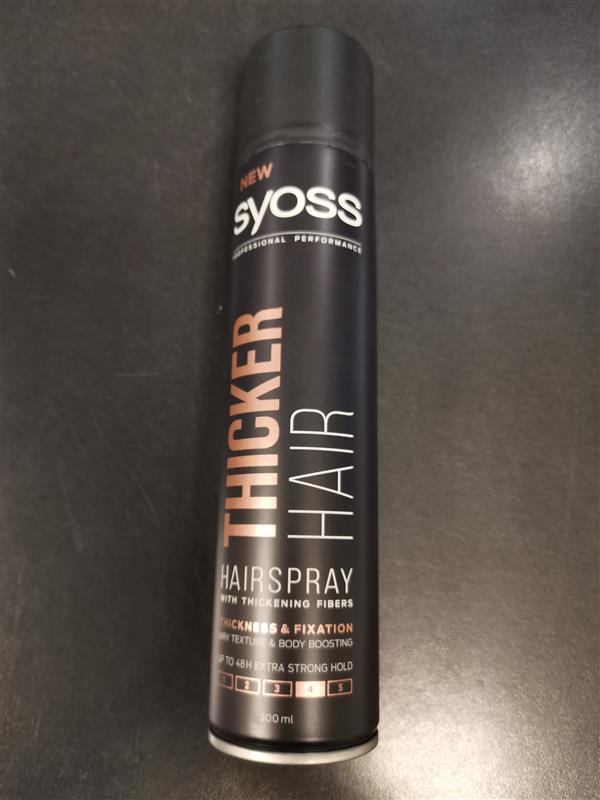 NEW
syoss
PROFESSIONAL PERFORMANCE
THICKER
HAIR
HAIRSPRAY
WITH THICKENING FIBERS
THICKNESS & FIXATION
AIRY TEXTURE & BODY BOOSTING
UP TO 48H EXTRA STRONG HOLD
1 2 3 4 5
300 ml